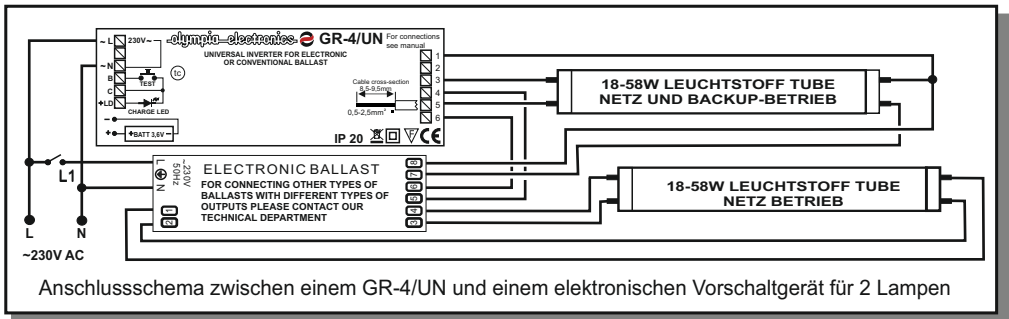 ~ L
230V~
olympia electronics
GR-4/UN
For connections
see manual
UNIVERSAL INVERTER FOR ELECTRONIC
OR CONVENTIONAL BALLAST
~ N
B
TEST
tc
C
+LD
CHARGE LED
Cable cross-section
8,5-9,5mm
0,5-2,5mm²
1
2
3
4
5
6
–
+
+BATT 3,6V–
IP 20
F
CE
18-58W LEUCHTSTOFF TUBE
NETZ UND BACKUP-BETRIEB
L
N
~230V
50Hz
ELECTRONIC BALLAST
FOR CONNECTING OTHER TYPES OF
BALLASTS WITH DIFFERENT TYPES OF
OUTPUTS PLEASE CONTACT OUR
TECHNICAL DEPARTMENT
1
2
8
7
6
5
4
3
18-58W LEUCHTSTOFF TUBE
NETZ BETRIEB
L1
L
N
~230V AC
Anschlussschema zwischen einem GR-4/UN und einem elektronischen Vorschaltgerät für 2 Lampen